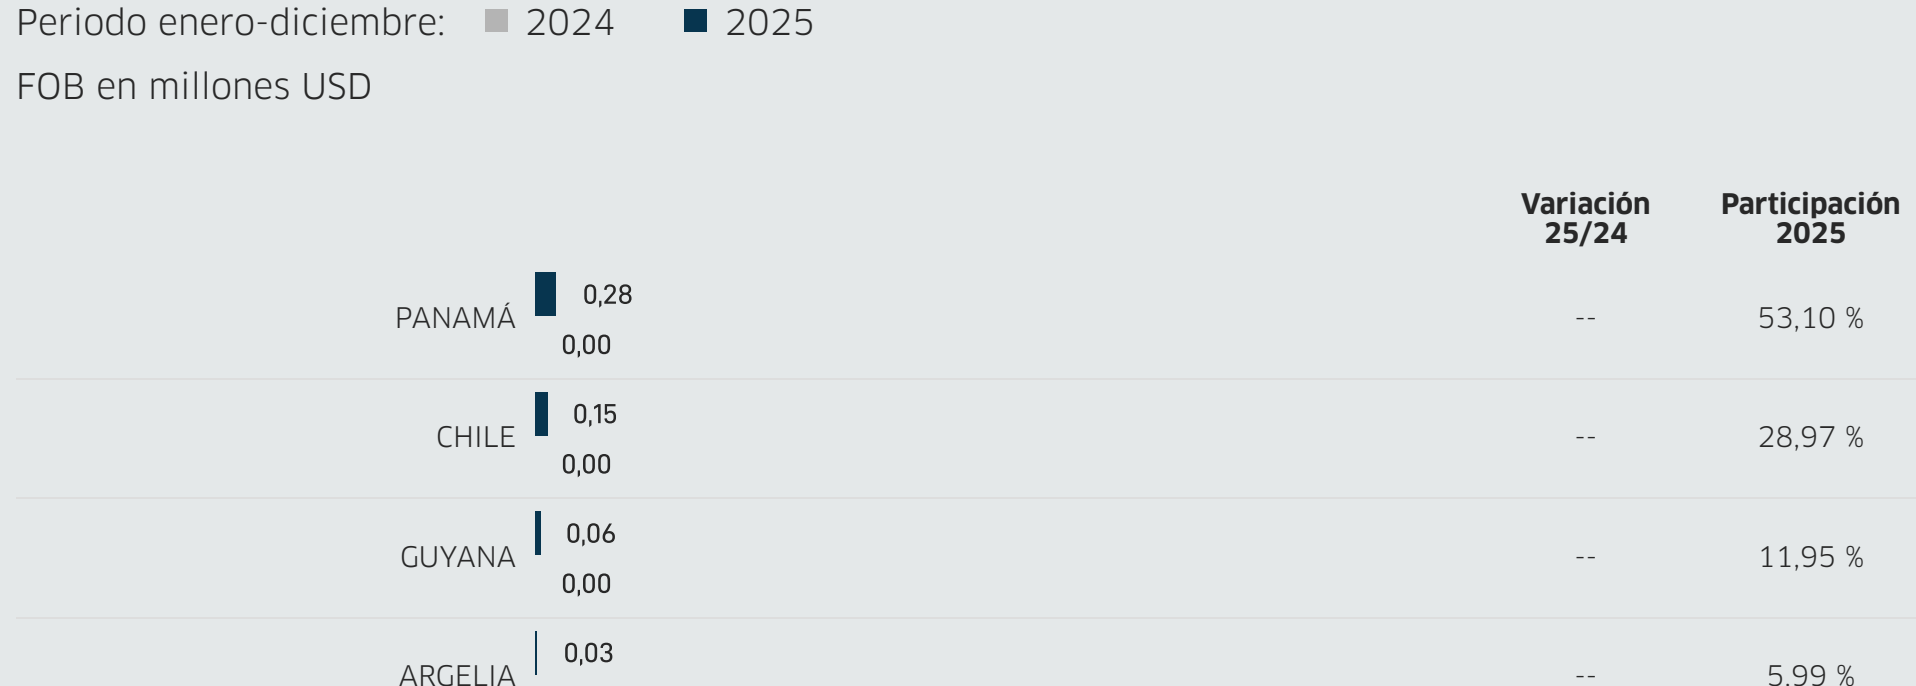 Periodo enero-diciembre: 2024 2025
FOB en millones USD
Variación 25/24
Participación 2025
PANAMÁ 0,28 0,00 -- 53,10 %
CHILE 0,15 0,00 -- 28,97 %
GUYANA 0,06 0,00 -- 11,95 %
ARGELIA 0,03 -- 5,99 %